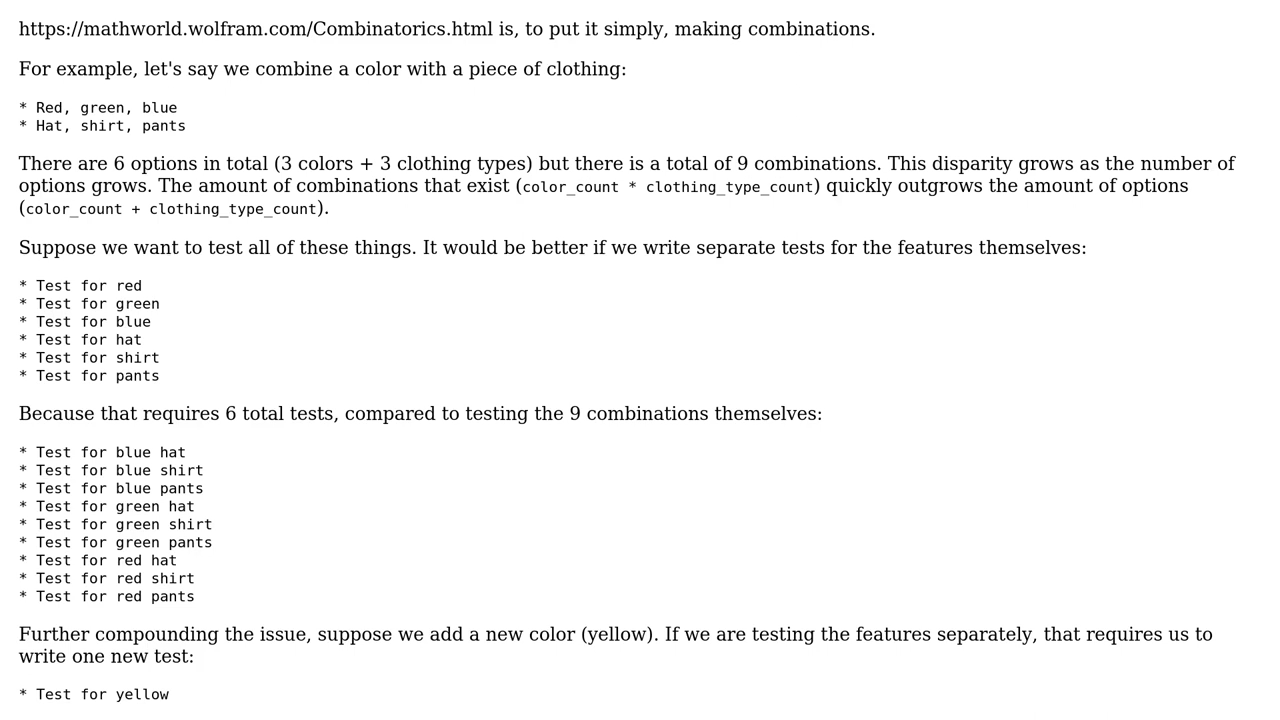 https://mathworld.wolfram.com/Combinatorics.html is, to put it simply, making combinations.
For example, let's say we combine a color with a piece of clothing:
* Red, green, blue
* Hat, shirt, pants
There are 6 options in total (3 colors + 3 clothing types) but there is a total of 9 combinations. This disparity grows as the number of
options grows. The amount of combinations that exist (color_count * clothing_type_count) quickly outgrows the amount of options
(color_count + clothing_type_count).
Suppose we want to test all of these things. It would be better if we write separate tests for the features themselves:
* Test for red
* Test for green
* Test for blue
* Test for hat
* Test for shirt
* Test for pants
Because that requires 6 total tests, compared to testing the 9 combinations themselves:
* Test for blue hat
* Test for blue shirt
* Test for blue pants
* Test for green hat
* Test for green shirt
* Test for green pants
* Test for red hat
* Test for red shirt
* Test for red pants
Further compounding the issue, suppose we add a new color (yellow). If we are testing the features separately, that requires us to
write one new test:
* Test for yellow